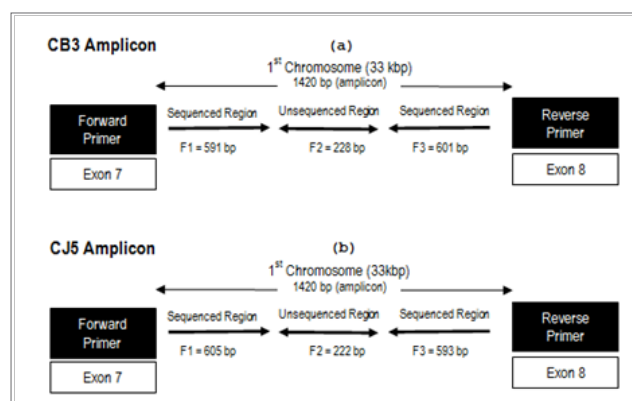 CB3 Amplicon
(a)
1st Chromosome (33 kbp)
1420 bp (amplicon)
Forward Primer
Sequenced Region
Unsequenced Region
Sequenced Region
Reverse Primer
F1 = 591 bp
F2 = 228 bp
F3 = 601 bp
Exon 7
Exon 8
CJ5 Amplicon
(b)
1st Chromosome (33kbp)
1420 bp (amplicon)
Forward Primer
Sequenced Region
Unsequenced Region
Sequenced Region
Reverse Primer
F1 = 605 bp
F2 = 222 bp
F3 = 593 bp
Exon 7
Exon 8